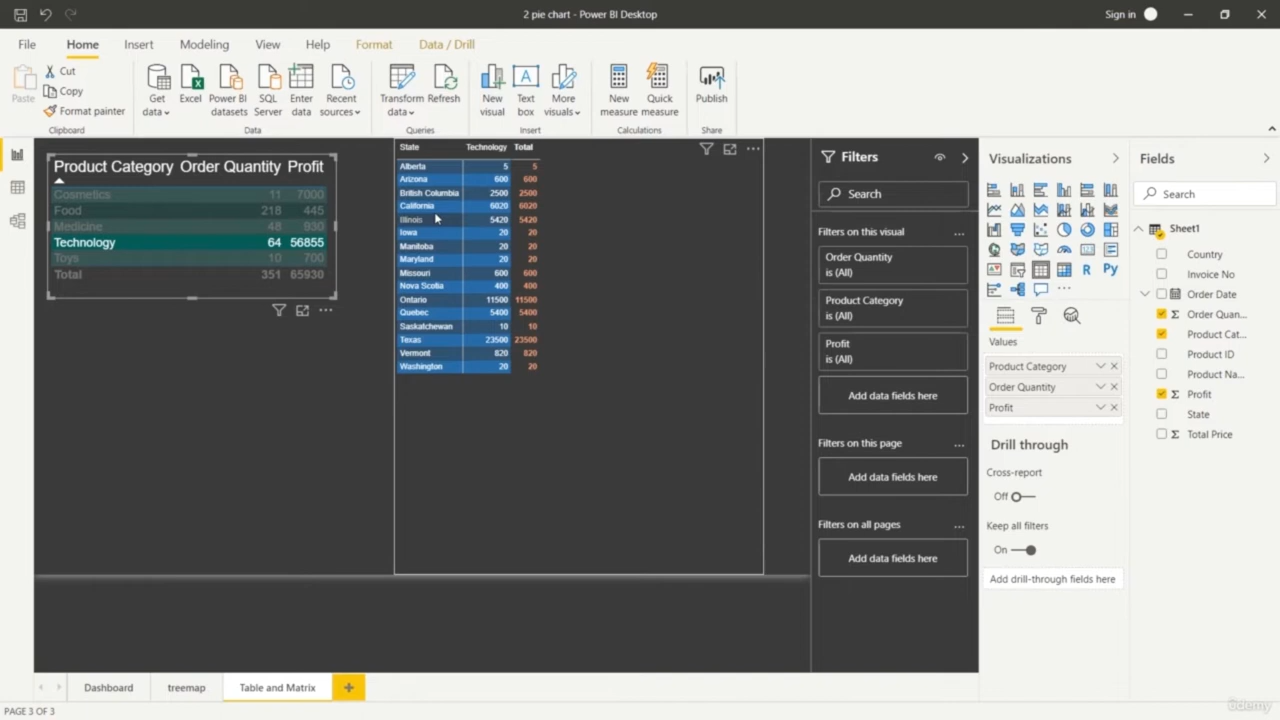 2 pie chart - Power BI Desktop
Sign in
File Home Insert Modeling View Help Format Data / Drill
Paste
Cut
Copy
Format painter
Clipboard
Get data
Excel
Power BI datasets
SQL Server
Enter data
Recent sources
Data
Transform data
Refresh
Queries
New visual
Text box
More visuals
Insert
New measure
Quick measure
Calculations
Publish
Share
Product Category Order Quantity Profit
Cosmetics 11 7000
Food 218 445
Medicine 48 930
Technology 64 56855
Toys 10 700
Total 351 65930
State Technology Total
Alberta 5 5
Arizona 600 600
British Columbia 2500 2500
California 6020 6020
Illinois 5420 5420
Iowa 20 20
Manitoba 20 20
Maryland 20 20
Missouri 600 600
Nova Scotia 400 400
Ontario 11500 11500
Quebec 5400 5400
Saskatchewan 10 10
Texas 23500 23500
Vermont 820 820
Washington 20 20
Filters
Search
Filters on this visual ...
Order Quantity
is (All)
Product Category
is (All)
Profit
is (All)
Add data fields here
Filters on this page ...
Add data fields here
Filters on all pages ...
Add data fields here
Visualizations
R Py
Values
Product Category
Order Quantity
Profit
Drill through
Cross-report
Off
Keep all filters
On
Add drill-through fields here
Fields
Search
Sheet1
Country
Invoice No
Order Date
Σ Order Quan...
Product Cat...
Product ID
Product Na...
Σ Profit
State
Σ Total Price
Dashboard treemap Table and Matrix +
PAGE 3 OF 3
ûdemy